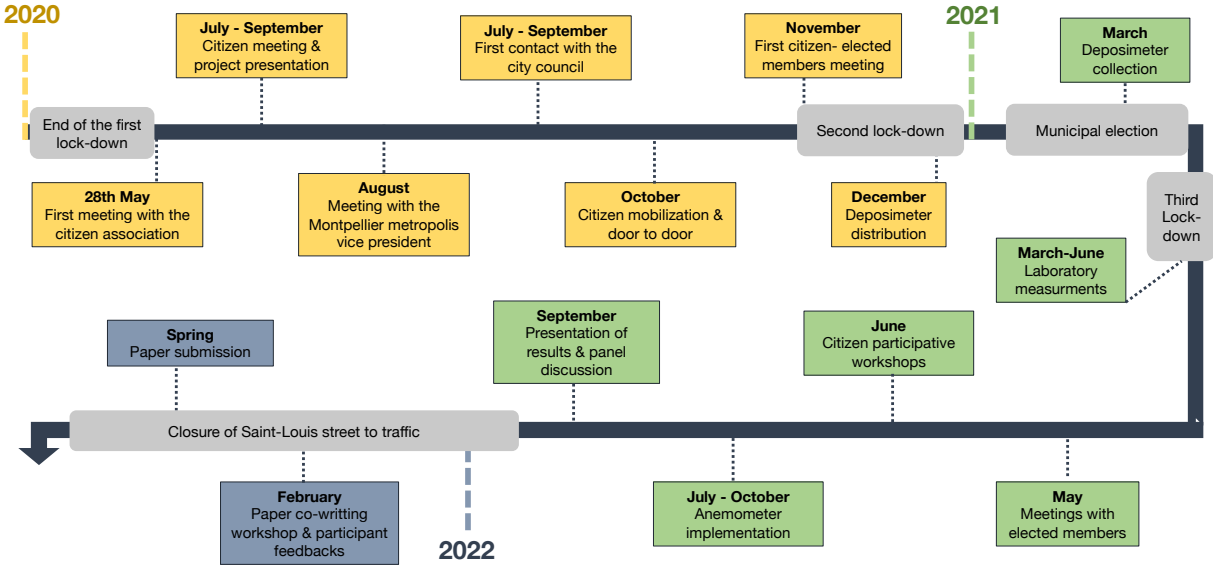 2020
July - September
Citizen meeting &
project presentation
July - September
First contact with the
city council
November
First citizen- elected
members meeting
2021
March
Deposimeter
collection
End of the first
lock-down
Second lock-down
Municipal election
28th May
First meeting with the
citizen association
August
Meeting with the
Montpellier metropolis
vice president
October
Citizen mobilization &
door to door
December
Deposimeter
distribution
Third
Lock-
down
March-June
Laboratory
measurments
Spring
Paper submission
September
Presentation of
results & panel
discussion
June
Citizen participative
workshops
Closure of Saint-Louis street to traffic
February
Paper co-writting
workshop & participant
feedbacks
2022
July - October
Anemometer
implementation
May
Meetings with
elected members